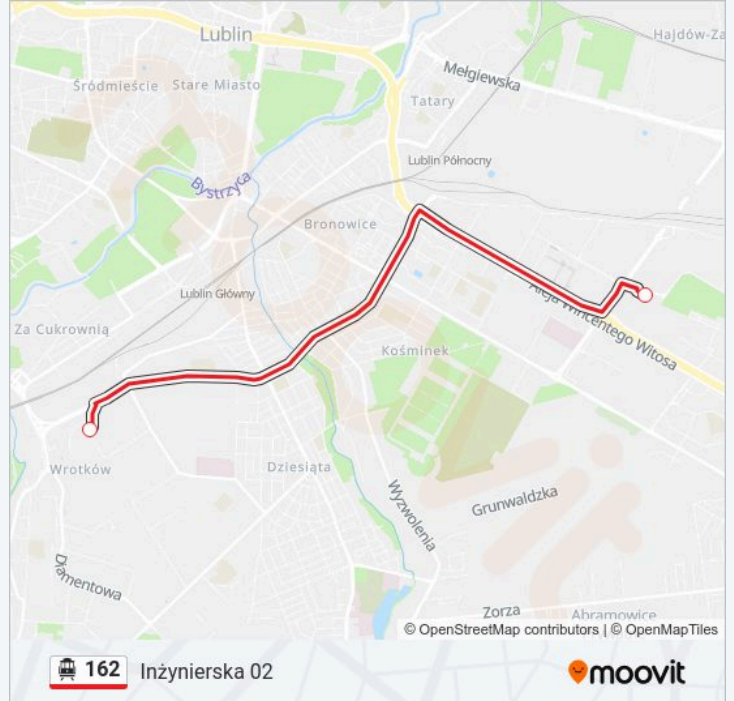 Lublin
Hajdów-Za
Mełgiewska
Śródmieście
Stare Miasto
Tatary
Lublin Północny
Bystrzyca
Bronowice
Lublin Główny
Aleja Wincentego Witosa
Za Cukrownią
Kośminek
Wrotków
Dziesiąta
Wyzwolenia
Grunwaldzka
Diamentowa
Zorza
Abramowice
© OpenStreetMap contributors | © OpenMapTiles
162 Inżynierska 02
moovit